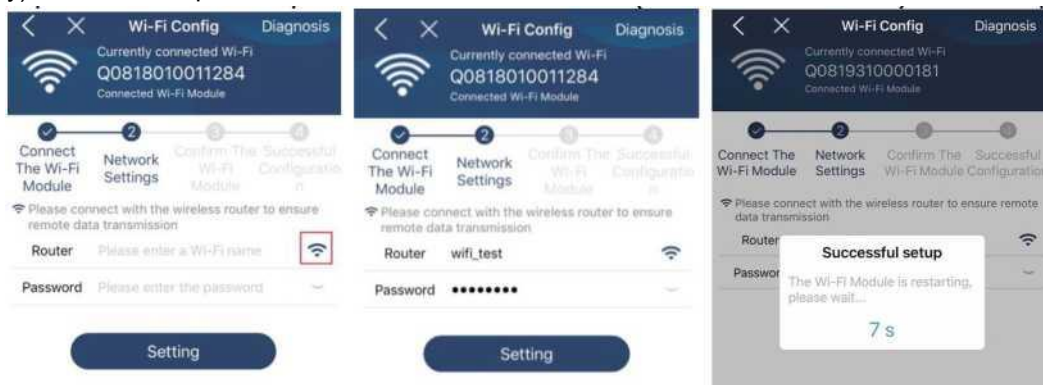 Wi-Fi Config Diagnosis
Currently connected Wi-Fi
Q0818010011284
Connected Wi-Fi Module
2 3 4
Connect The Wi-Fi Module
Network Settings
Confirm The Wi-Fi Module
Successful Configuration
Please connect with the wireless router to ensure
remote data transmission
Router Please enter a Wi-Fi name
Password Please enter the password
Setting
Wi-Fi Config Diagnosis
Currently connected Wi-Fi
Q0818010011284
Connected Wi-Fi Module
2 3 4
Connect The Wi-Fi Module
Network Settings
Confirm The Wi-Fi Module
Successful Configuration
Please connect with the wireless router to ensure
remote data transmission
Router wifi_test
Password ●●●●●●●●
Setting
Wi-Fi Config Diagnosis
Currently connected Wi-Fi
Q0819310000181
Connected Wi-Fi Module
2
Connect The Wi-Fi Module
Network Settings
Confirm The Wi-Fi Module
Successful Configuration
Please connect with the wireless router to ensure remote
data transmission
Router
Passwor
Successful setup
The Wi-Fi Module is restarting,
please wait...
7 s